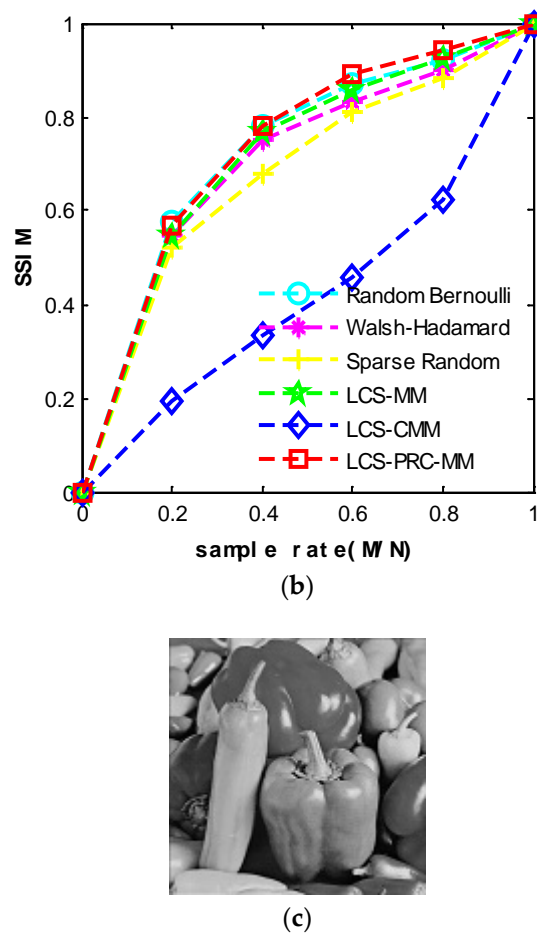 1
0.8
0.6
0.4
0.2
0
SSIM
Random Bernoulli
Walsh-Hadamard
Sparse Random
LCS-MM
LCS-CMM
LCS-PRC-MM
0 0.2 0.4 0.6 0.8 1
sample rate(M/N)
(b)
(c)